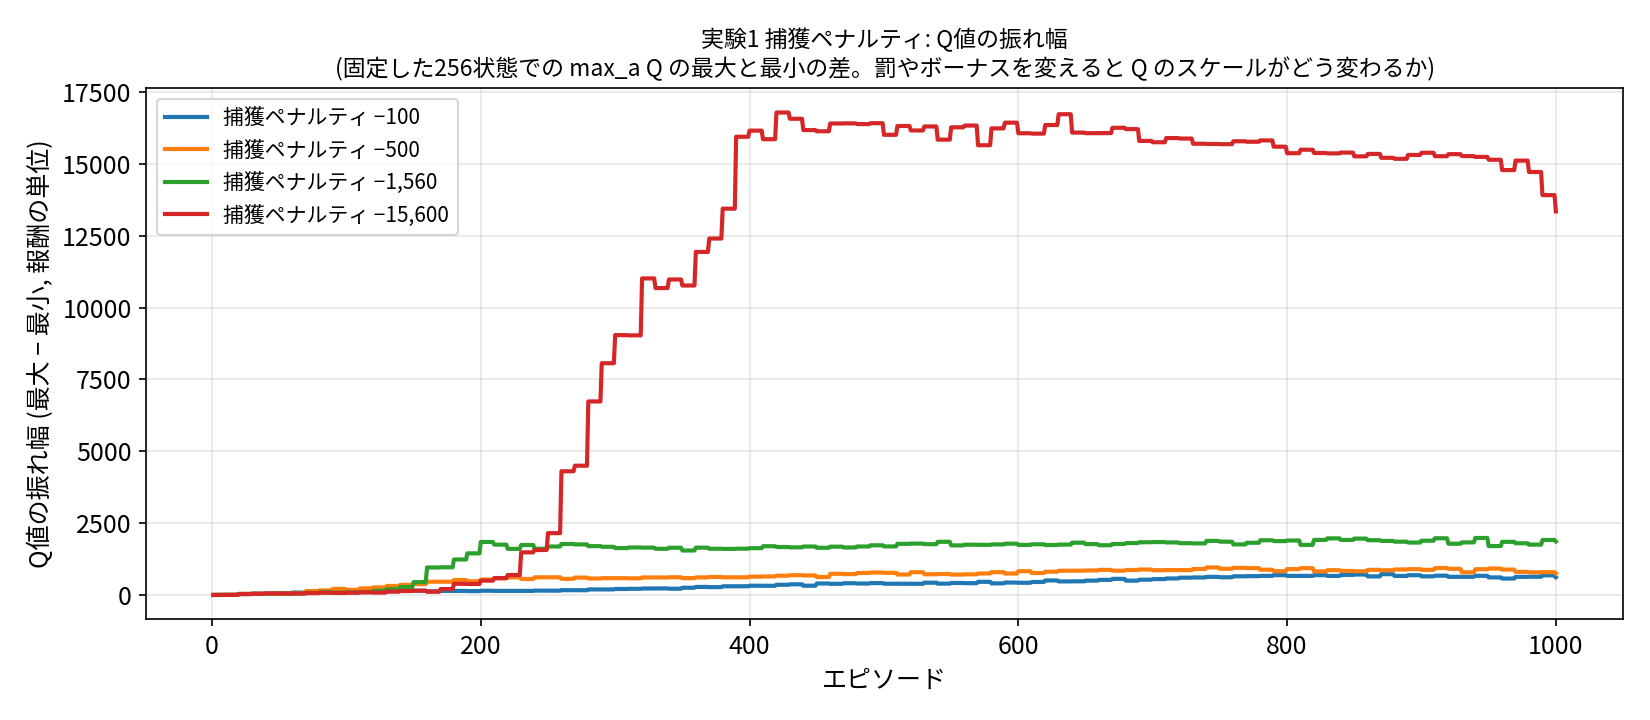 実験1 捕獲ペナルティ: Q値の振れ幅
(固定した256状態での max_a Q の最大と最小の差。罰やボーナスを変えると Q のスケールがどう変わるか)
Q値の振れ幅 (最大 − 最小, 報酬の単位)
17500
15000
12500
10000
7500
5000
2500
0
捕獲ペナルティ −100
捕獲ペナルティ −500
捕獲ペナルティ −1,560
捕獲ペナルティ −15,600
0 200 400 600 800 1000
エピソード